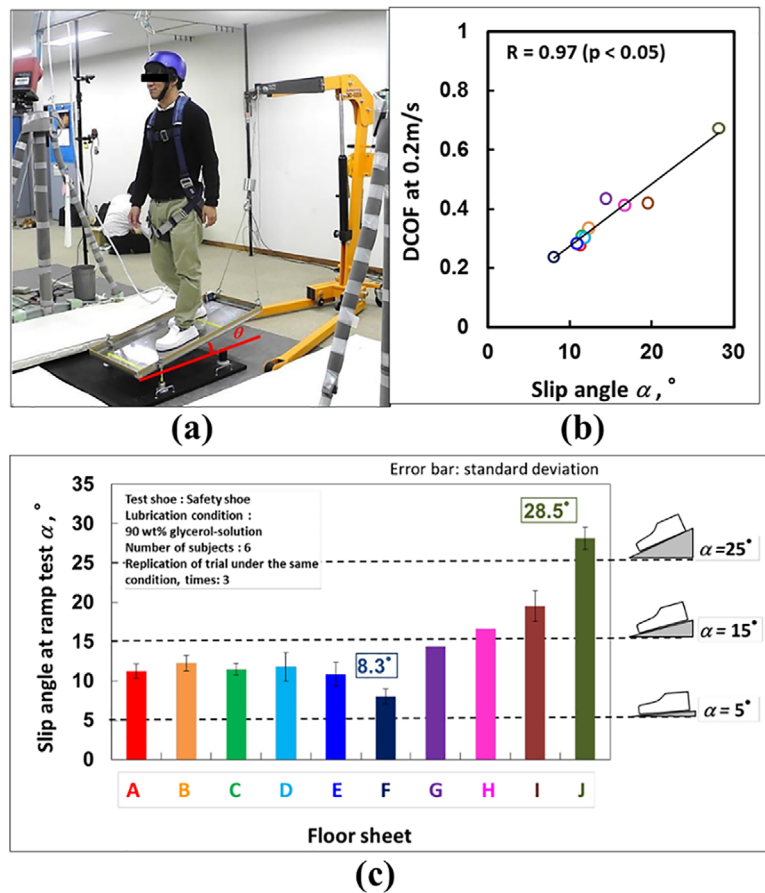 (a)
θ
(b)
R = 0.97 (p < 0.05)
DCOF at 0.2m/s
1
0.8
0.6
0.4
0.2
0
0
10
20
30
Slip angle α , °
(c)
Error bar: standard deviation
Slip angle at ramp test α , °
35
30
25
20
15
10
5
0
Test shoe : Safety shoe
Lubrication condition :
90 wt% glycerol-solution
Number of subjects : 6
Replication of trial under the same
condition, times: 3
8.3°
28.5°
α =25°
α = 15°
α = 5°
A B C D E F G H I J
Floor sheet